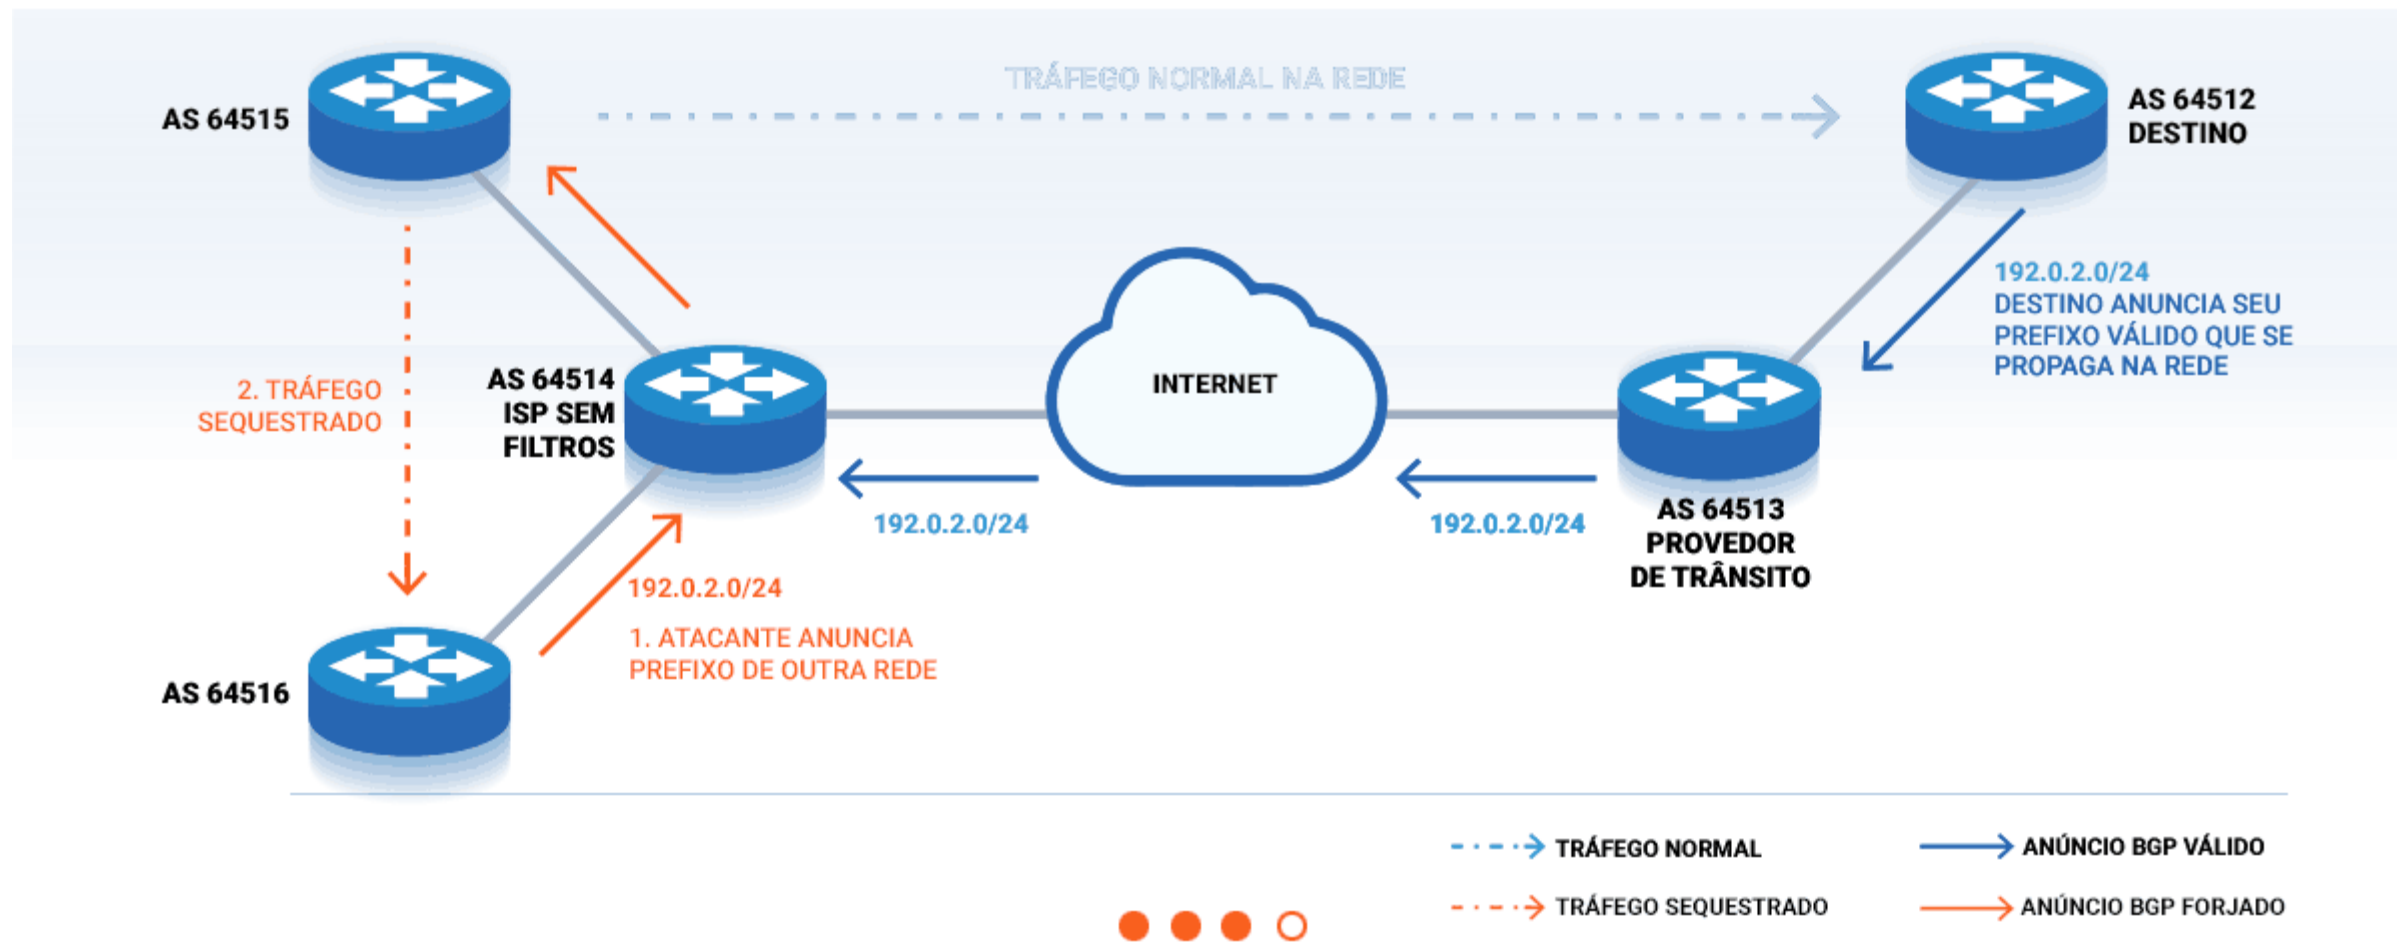 TRÁFEGO NORMAL NA REDE
AS 64515
AS 64512
DESTINO
192.0.2.0/24
DESTINO ANUNCIA SEU
PREFIXO VÁLIDO QUE SE
PROPAGA NA REDE
2. TRÁFEGO
SEQUESTRADO
AS 64514
ISP SEM
FILTROS
INTERNET
192.0.2.0/24
192.0.2.0/24
AS 64513
PROVEDOR
DE TRÂNSITO
192.0.2.0/24
1. ATACANTE ANUNCIA
PREFIXO DE OUTRA REDE
AS 64516
TRÁFEGO NORMAL
ANÚNCIO BGP VÁLIDO
TRÁFEGO SEQUESTRADO
ANÚNCIO BGP FORJADO